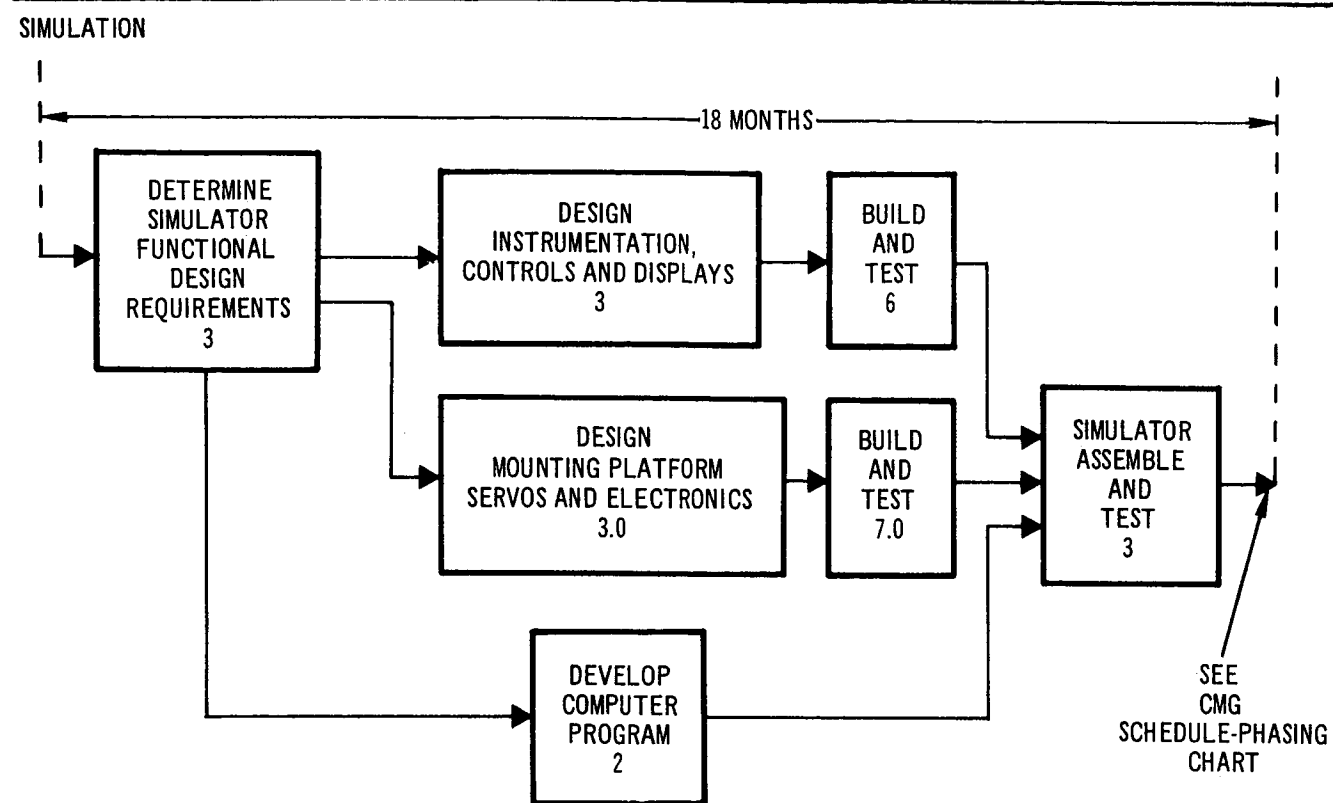 SIMULATION
18 MONTHS
DETERMINE
SIMULATOR
FUNCTIONAL
DESIGN
REQUIREMENTS
3
DESIGN
INSTRUMENTATION,
CONTROLS AND DISPLAYS
3
BUILD
AND
TEST
6
DESIGN
MOUNTING PLATFORM
SERVOS AND ELECTRONICS
3.0
BUILD
AND
TEST
7.0
SIMULATOR
ASSEMBLE
AND
TEST
3
DEVELOP
COMPUTER
PROGRAM
2
SEE
CMG
SCHEDULE-PHASING
CHART